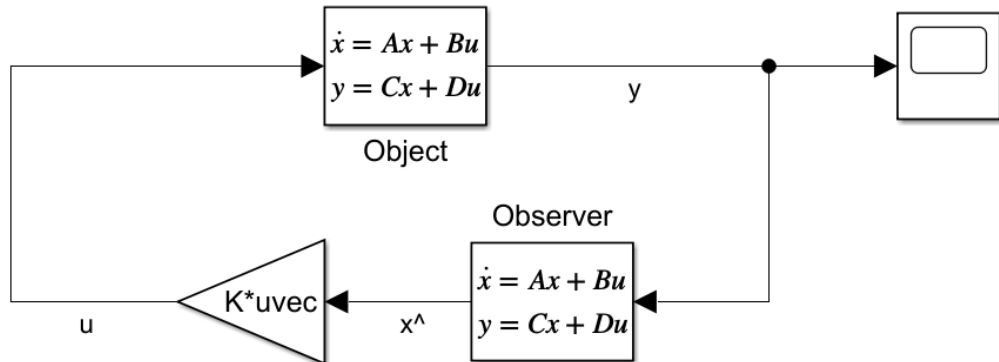 ẋ = Ax + Bu
y = Cx + Du
y
Object
Observer
ẋ = Ax + Bu
y = Cx + Du
K*uvec
u
x^